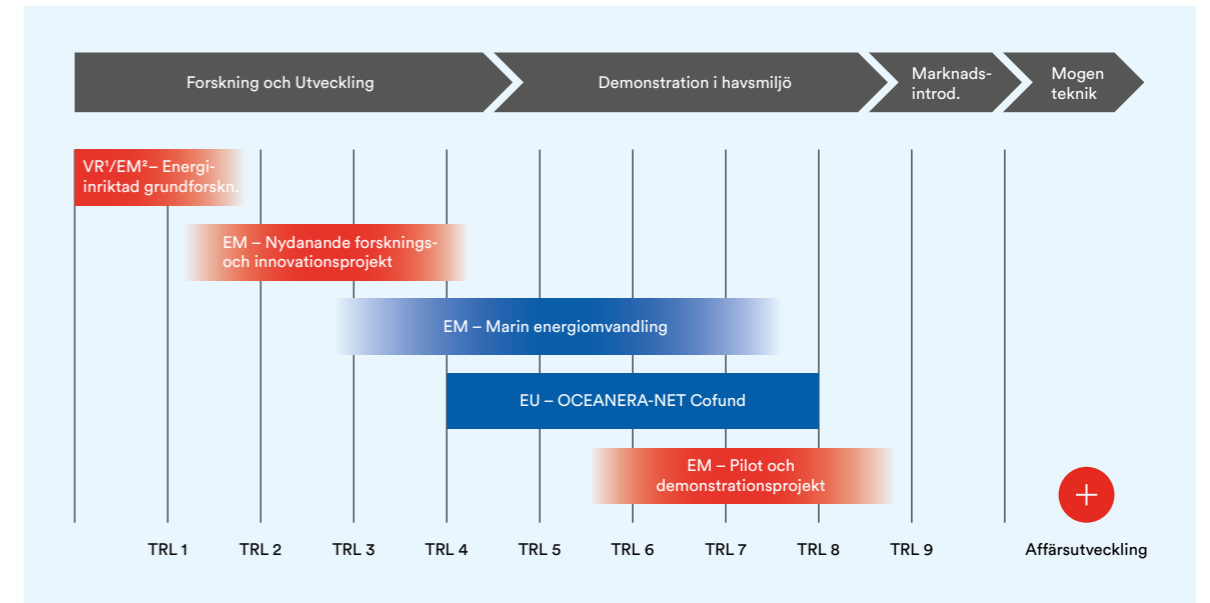 Forskning och Utveckling
Demonstration i havsmiljö
Marknads-
introd.
Mogen
teknik
VR¹/EM²– Energi-
inriktad grundforskn.
EM – Nydanande forsknings-
och innovationsprojekt
EM – Marin energiomvandling
EU – OCEANERA-NET Cofund
EM – Pilot och
demonstrationsprojekt
TRL 1
TRL 2
TRL 3
TRL 4
TRL 5
TRL 6
TRL 7
TRL 8
TRL 9
Affärsutveckling